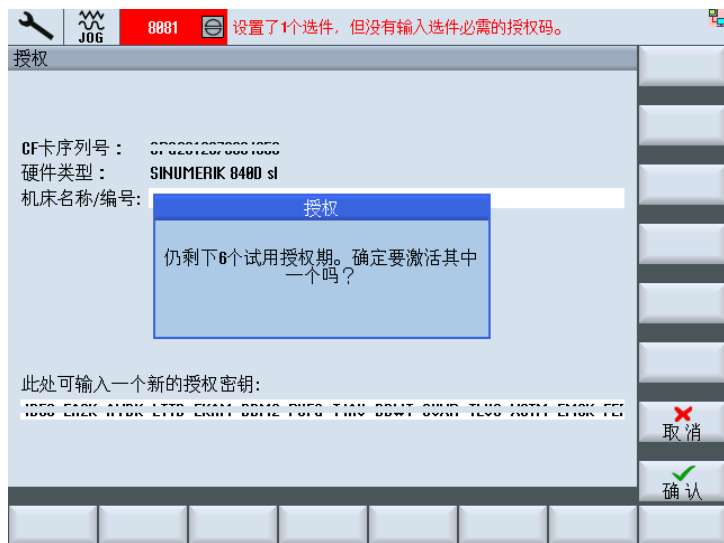 JOG
8081 设置了1个选件，但没有输入选件必需的授权码。
授权
CF卡序列号：
硬件类型： SINUMERIK 840D sl
机床名称/编号:
授权
仍剩下6个试用授权期。确定要激活其中
一个吗？
此处可输入一个新的授权密钥:
取消
确认